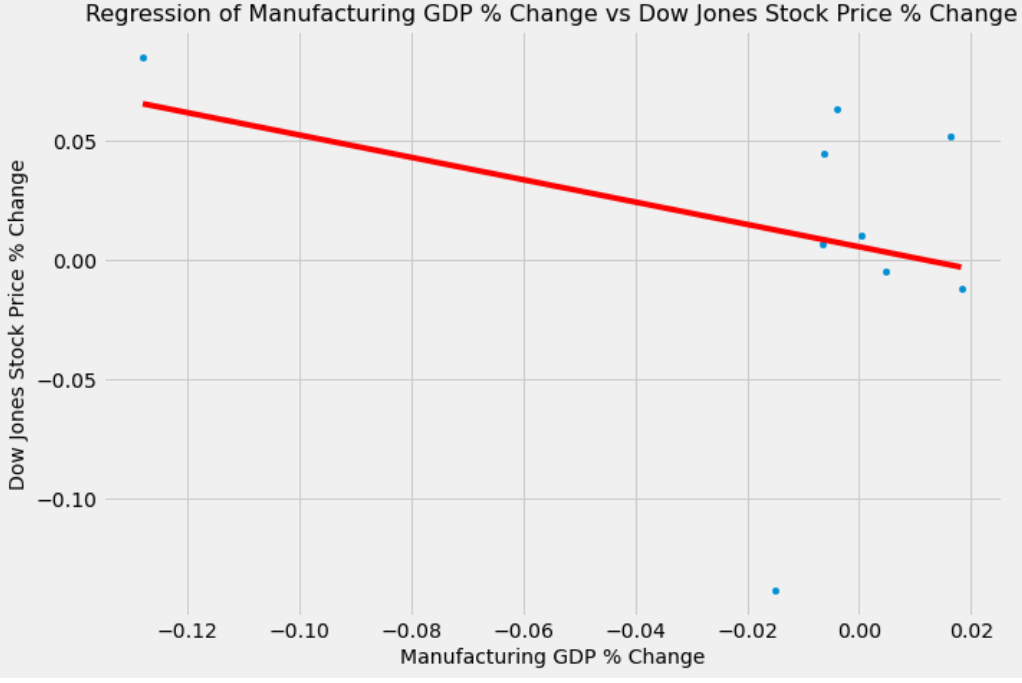 Regression of Manufacturing GDP % Change vs Dow Jones Stock Price % Change
Dow Jones Stock Price % Change
0.05
0.00
−0.05
−0.10
−0.12 −0.10 −0.08 −0.06 −0.04 −0.02 0.00 0.02
Manufacturing GDP % Change